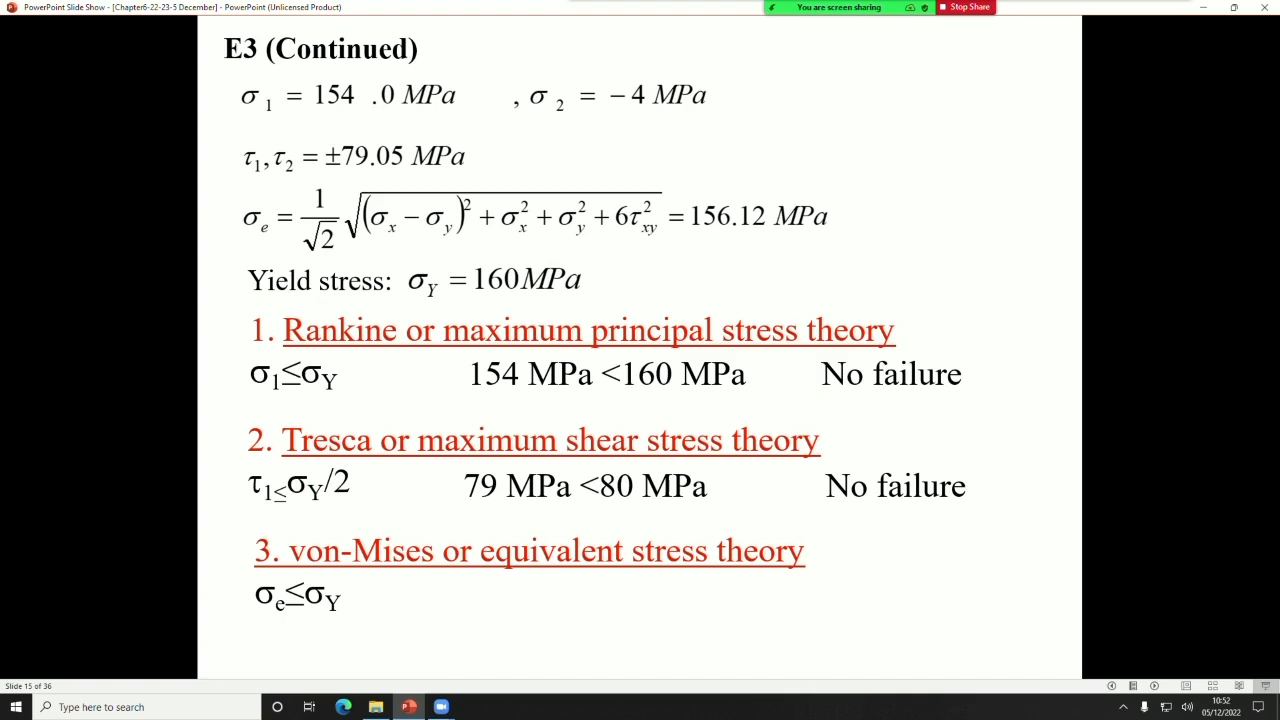 PowerPoint Slide Show - [Chapter6-22-23-5 December] - PowerPoint (Unlicensed Product)
You are screen sharing
Stop Share
E3 (Continued)
σ 1 = 154 .0 MPa , σ 2 = − 4 MPa
τ1, τ2 = ±79.05 MPa
σe = 1/√2 √((σx − σy)² + σx² + σy² + 6τxy²) = 156.12 MPa
Yield stress: σY = 160MPa
1. Rankine or maximum principal stress theory
σ1≤σY 154 MPa <160 MPa No failure
2. Tresca or maximum shear stress theory
τ1≤σY/2 79 MPa <80 MPa No failure
3. von-Mises or equivalent stress theory
σe≤σY
Slide 15 of 36
Type here to search
10:52
05/12/2022